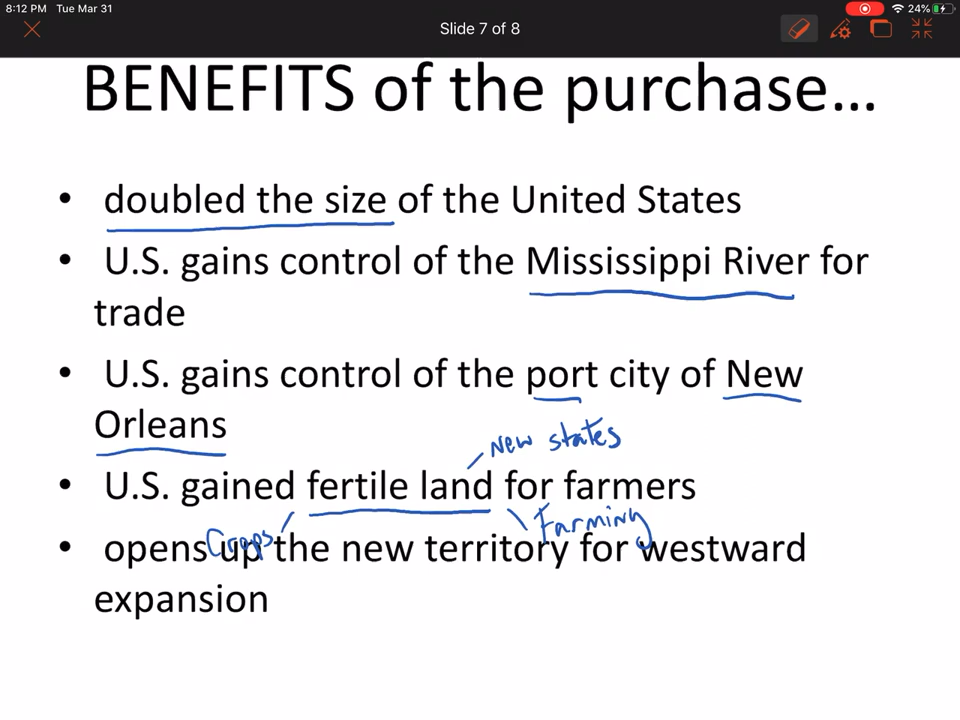 8:12 PM Tue Mar 31
24%
Slide 7 of 8
BENEFITS of the purchase...
• doubled the size of the United States
• U.S. gains control of the Mississippi River for
trade
• U.S. gains control of the port city of New
Orleans
New states
• U.S. gained fertile land for farmers
Crops
Farming
• opens up the new territory for westward
expansion